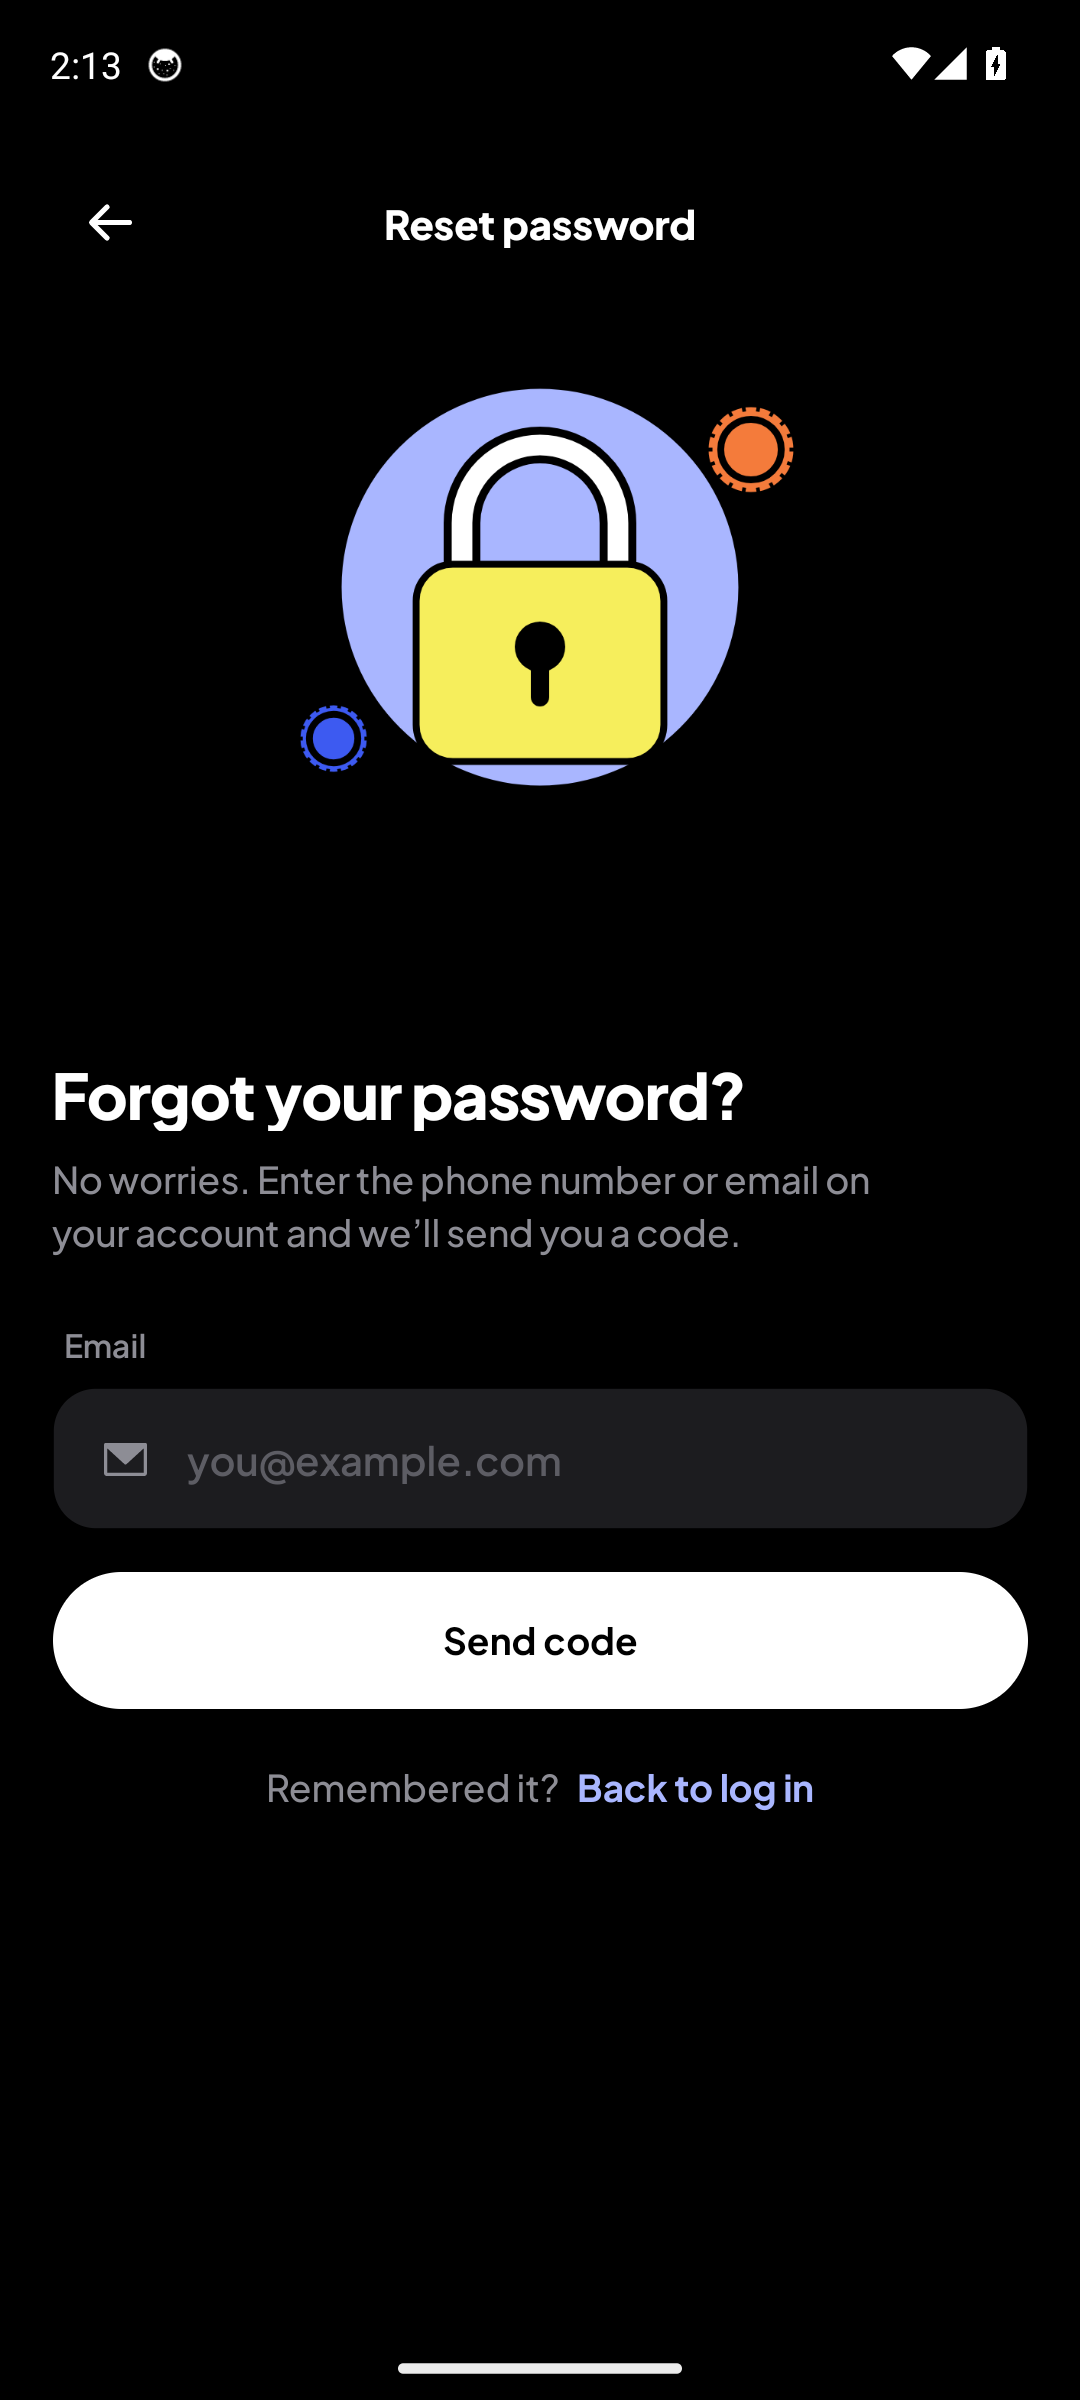 2:13
Reset password
Forgot your password?
No worries. Enter the phone number or email on
your account and we’ll send you a code.
Email
you@example.com
Send code
Remembered it? Back to log in